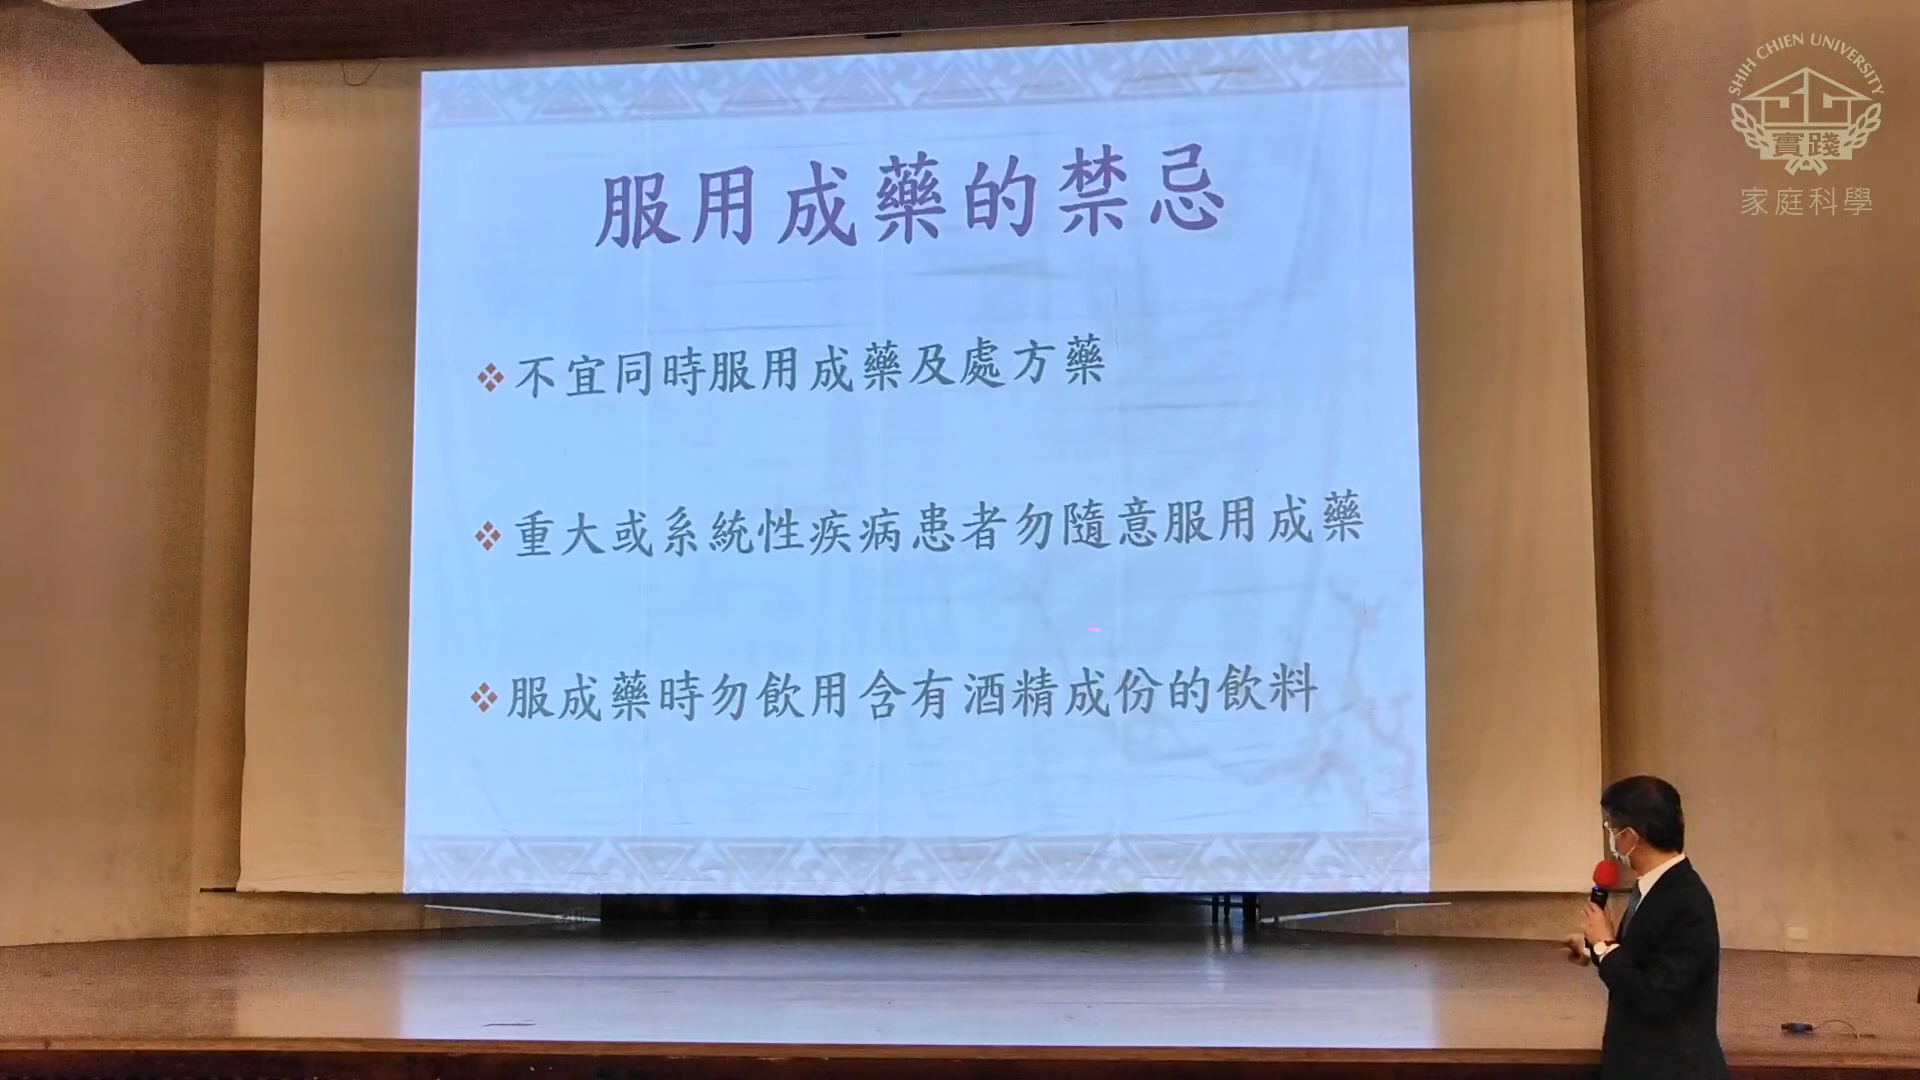 服用成藥的禁忌
不宜同時服用成藥及處方藥
重大或系統性疾病患者勿隨意服用成藥
服成藥時勿飲用含有酒精成份的飲料
SHIH CHIEN UNIVERSITY
實踐
家庭科學